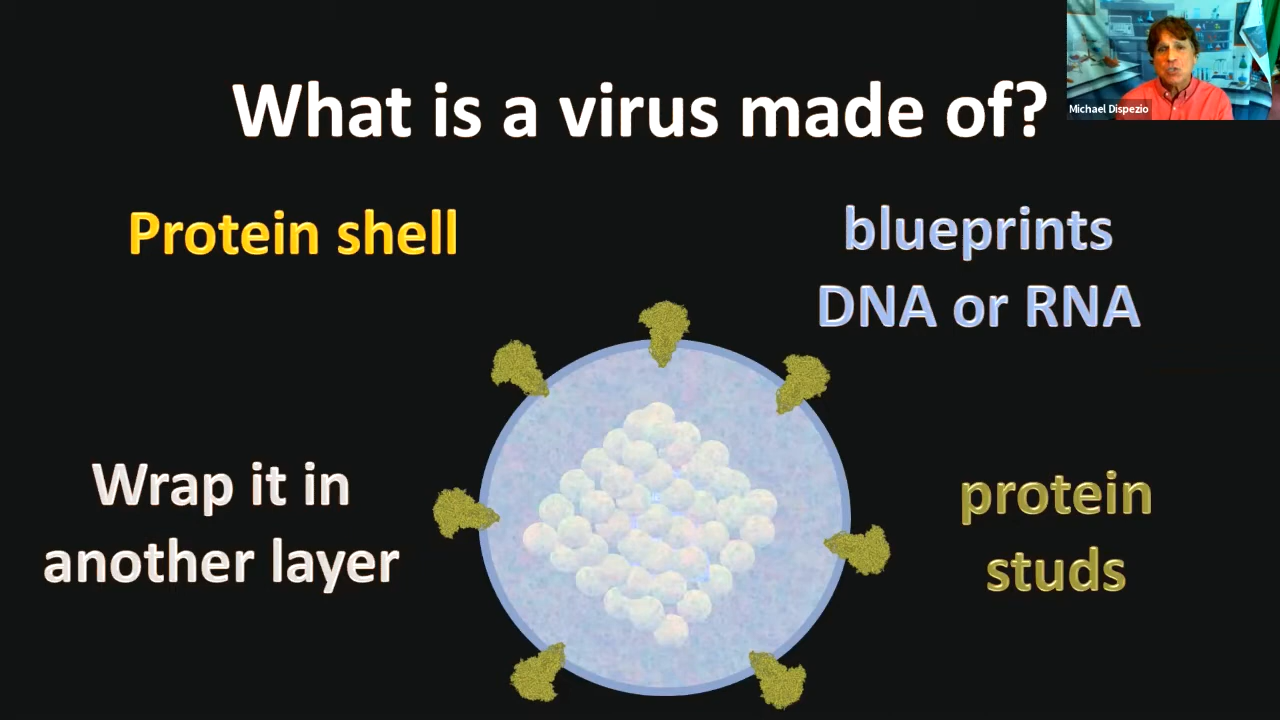 What is a virus made of?
Michael Dispezio
Protein shell
blueprints
DNA or RNA
Wrap it in
another layer
protein
studs